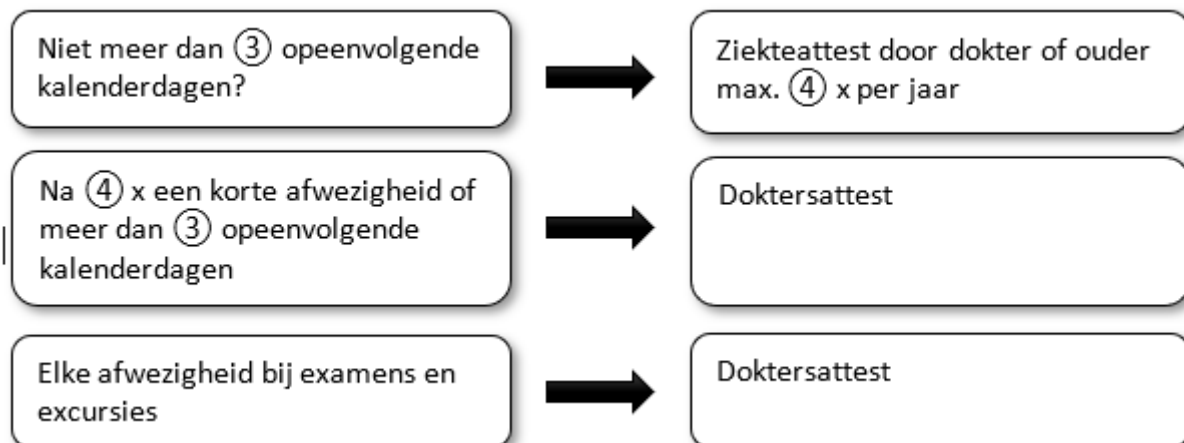 Niet meer dan ③ opeenvolgende
kalenderdagen?
Ziekteattest door dokter of ouder
max. ④ x per jaar
Na ④ x een korte afwezigheid of
meer dan ③ opeenvolgende
kalenderdagen
Doktersattest
Elke afwezigheid bij examens en
excursies
Doktersattest